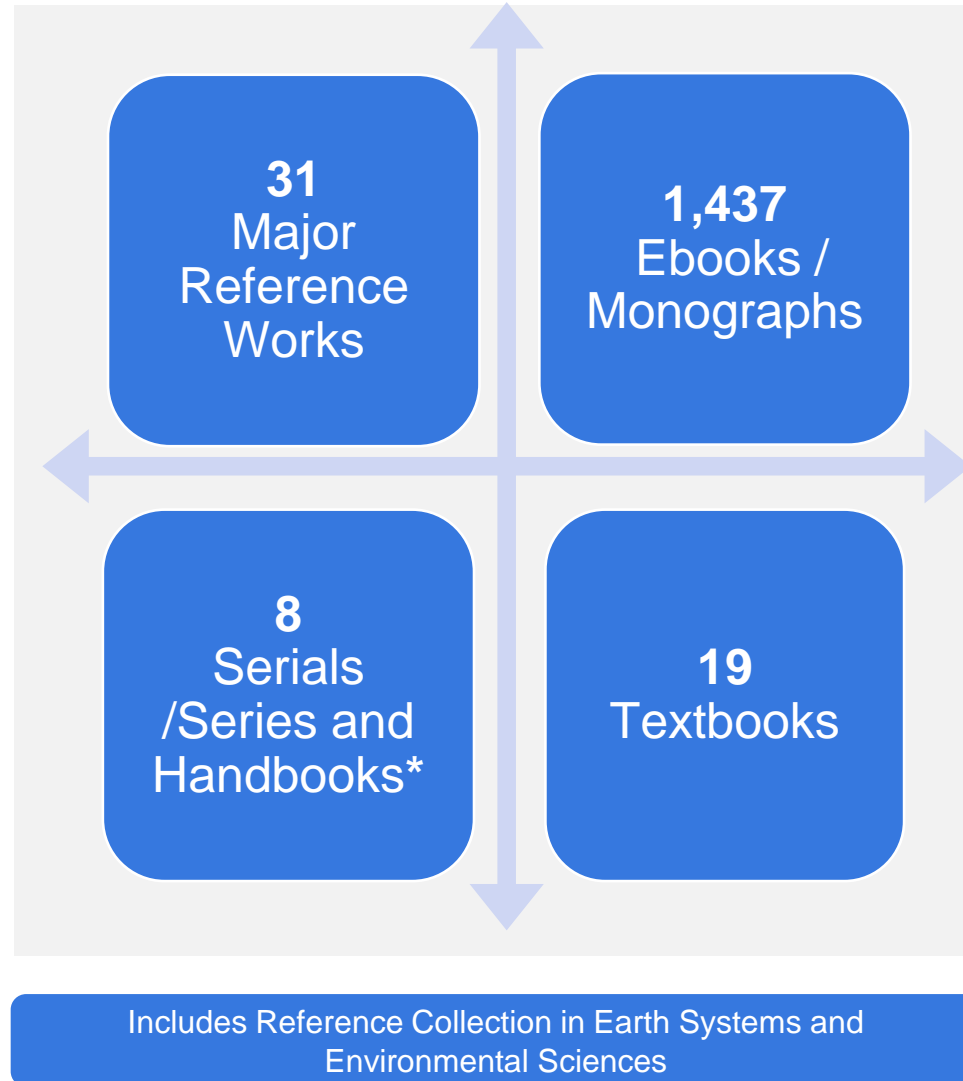 31
Major
Reference
Works
1,437
Ebooks /
Monographs
8
Serials
/Series and
Handbooks*
19
Textbooks
Includes Reference Collection in Earth Systems and
Environmental Sciences